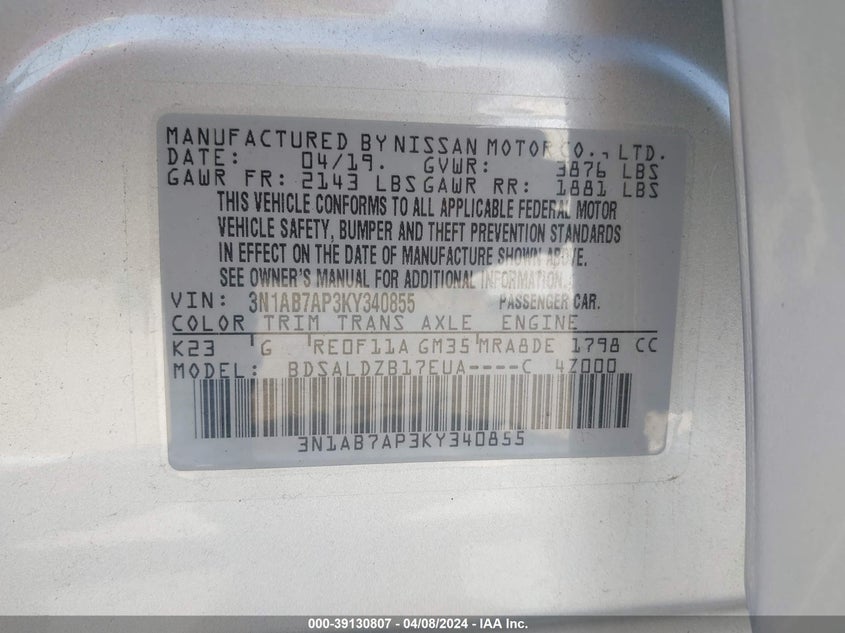 MANUFACTURED BY NISSAN MOTOR CO., LTD.
DATE: 04/19. GVWR: 3876 LBS
GAWR FR: 2143 LBS GAWR RR: 1881 LBS
THIS VEHICLE CONFORMS TO ALL APPLICABLE FEDERAL MOTOR
VEHICLE SAFETY, BUMPER AND THEFT PREVENTION STANDARDS
IN EFFECT ON THE DATE OF MANUFACTURE SHOWN ABOVE.
SEE OWNER'S MANUAL FOR ADDITIONAL INFORMATION.
VIN: 3N1AB7AP3KY340855 PASSENGER CAR.
COLOR TRIM TRANS AXLE ENGINE
K23 'G 'RE0F11A GM35'MRA8DE 1798 CC
MODEL: BDSALDZB17EUA----C 4Z000
3N1AB7AP3KY340855
000-39130807 - 04/08/2024 - IAA Inc.